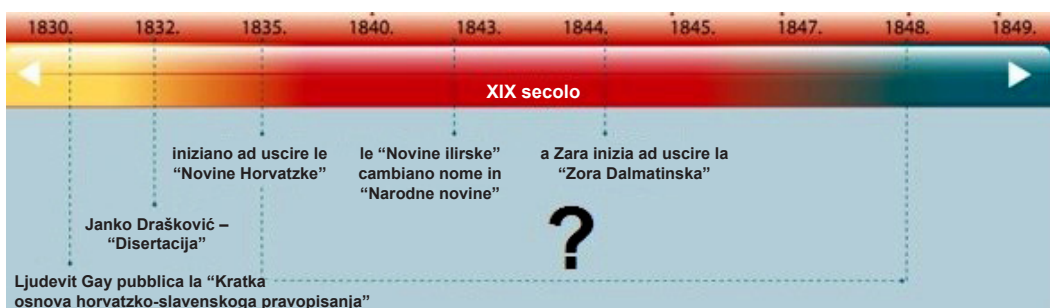 1830. 1832. 1835. 1840. 1843. 1844. 1845. 1847. 1848. 1849.
XIX secolo
iniziano ad uscire le
“Novine Horvatzke”
le “Novine ilirske”
cambiano nome in
“Narodne novine”
a Zara inizia ad uscire la
“Zora Dalmatinska”
Janko Drašković –
“Disertacija”
?
Ljudevit Gay pubblica la “Kratka
osnova horvatzko-slavenskoga pravopisanja”